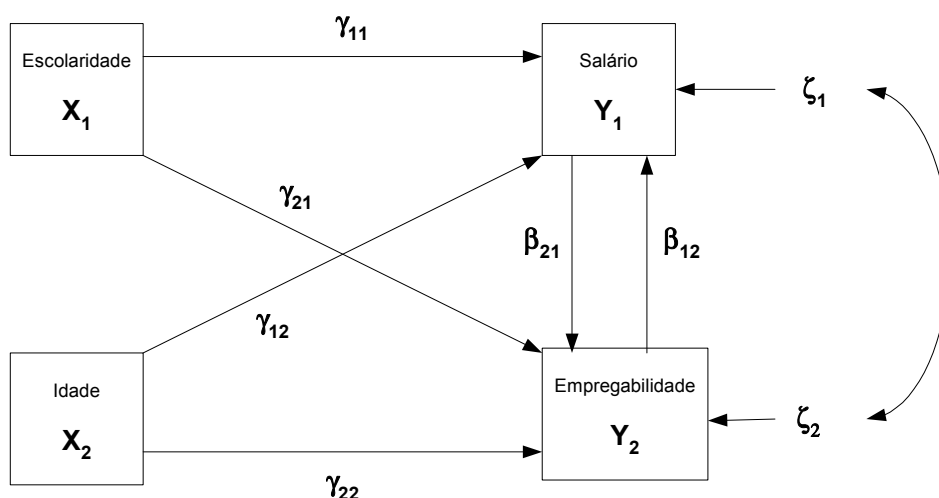 γ11
Escolaridade
X1
Salário
Y1
ζ1
γ21
β21
β12
γ12
Idade
X2
Empregabilidade
Y2
ζ2
γ22